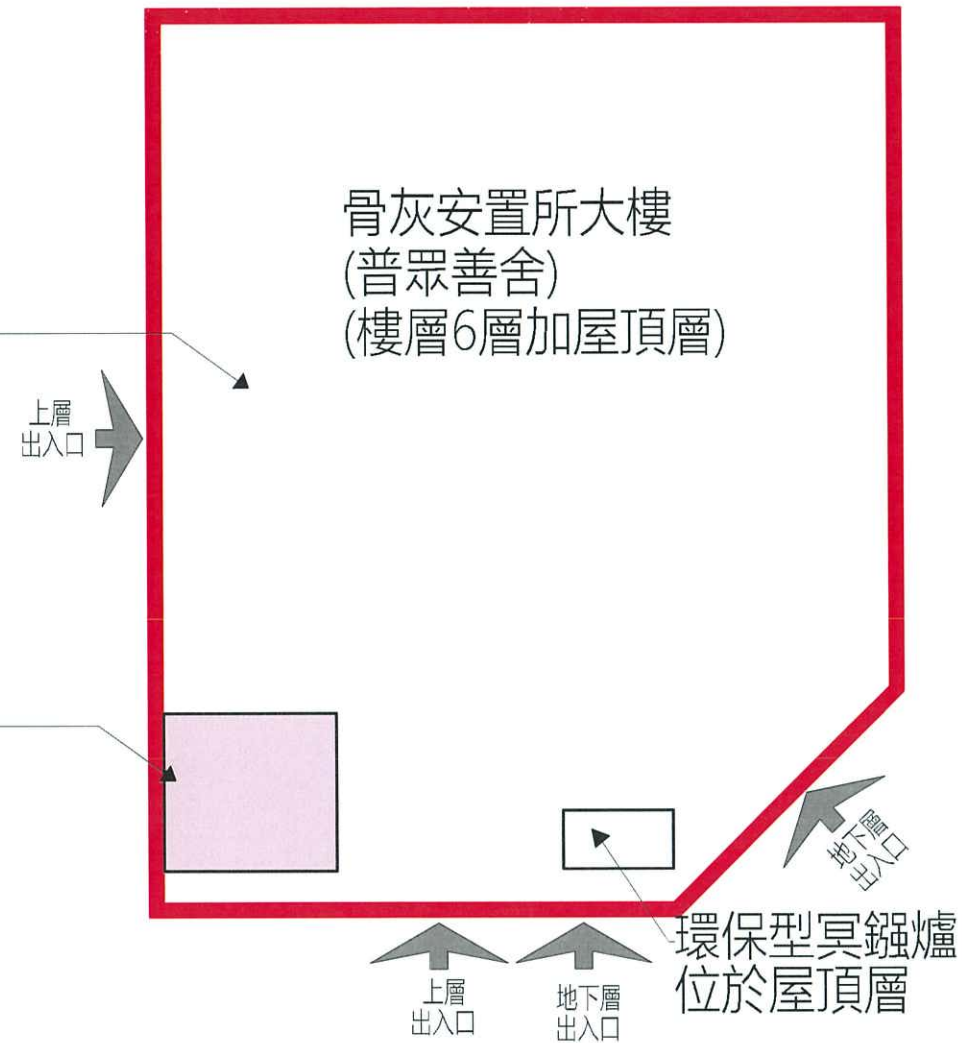 骨灰安置所大樓
(普眾善舍)
(樓層6層加屋頂層)
上層
出入口
地下層
出入口
環保型冥鏹爐
位於屋頂層
上層
出入口
地下層
出入口